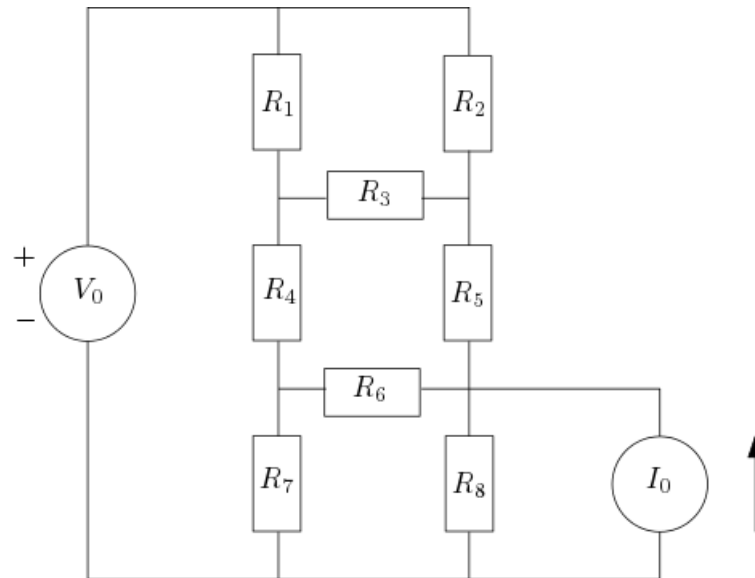 R₁ R₂
R₃
+
V₀ R₄ R₅
−
R₆
R₇ R₈ I₀